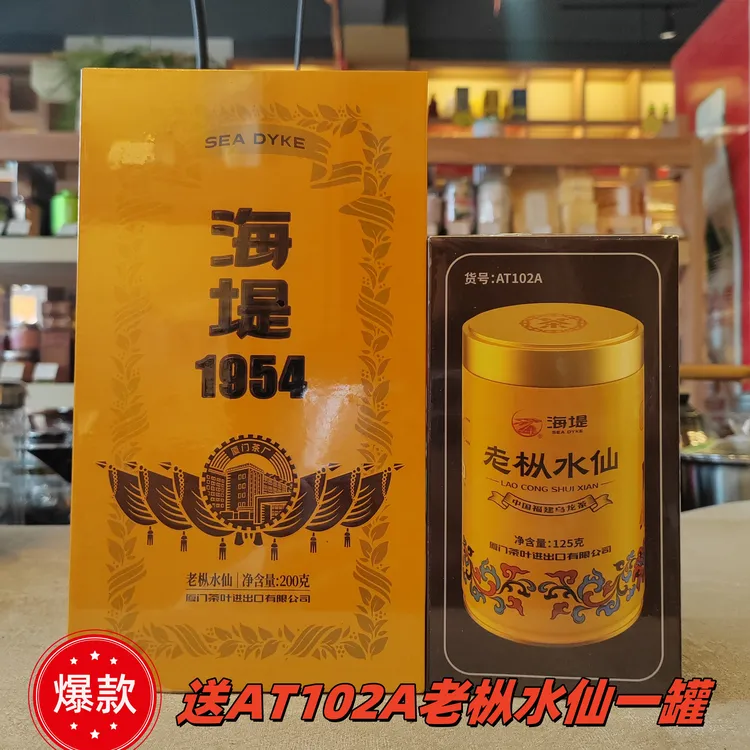 SEA DYKE
海堤
1954
厦门茶厂
老枞水仙 | 净含量:200克
厦门茶叶进出口有限公司
货号:AT102A
海堤
SEA DYKE
老枞水仙
LAO CONG SHUI XIAN
中国福建乌龙茶
净含量:125克
厦门茶叶进出口有限公司
爆款
送AT102A老枞水仙一罐